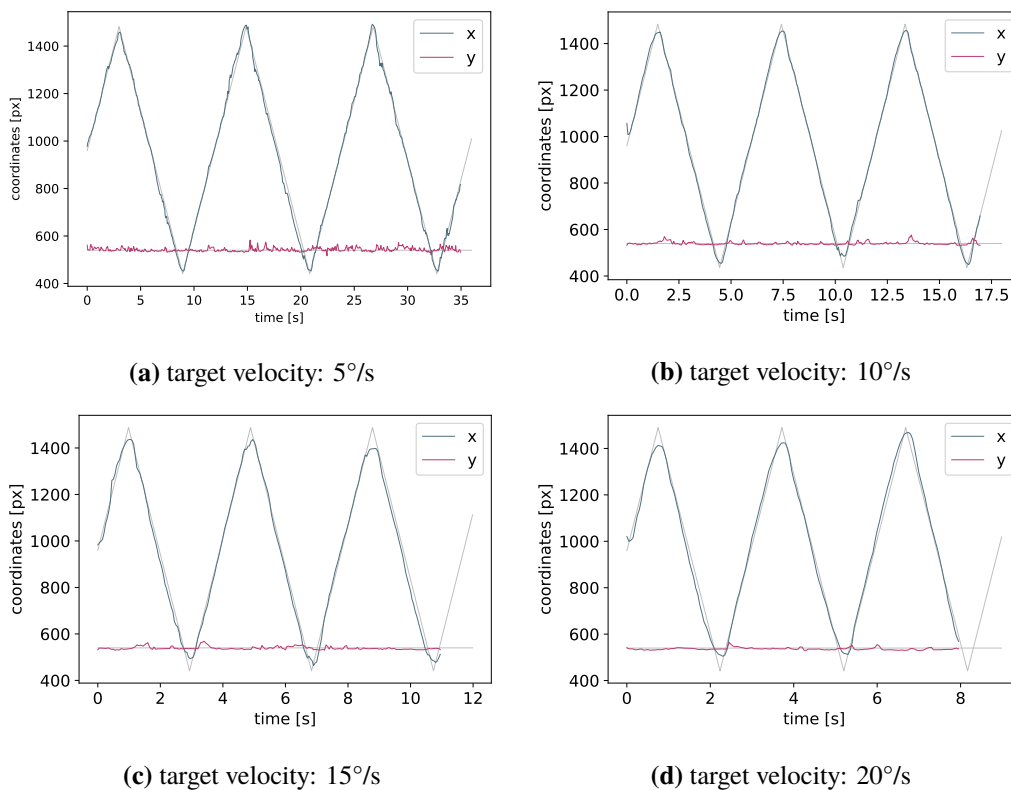 1400
1200
1000
800
600
400
coordinates [px]
x
y
0 5 10 15 20 25 30 35
time [s]
(a) target velocity: 5°/s
1400
1200
1000
800
600
400
coordinates [px]
x
y
0.0 2.5 5.0 7.5 10.0 12.5 15.0 17.5
time [s]
(b) target velocity: 10°/s
1400
1200
1000
800
600
400
coordinates [px]
x
y
0 2 4 6 8 10 12
time [s]
(c) target velocity: 15°/s
1400
1200
1000
800
600
400
coordinates [px]
x
y
0 2 4 6 8
time [s]
(d) target velocity: 20°/s